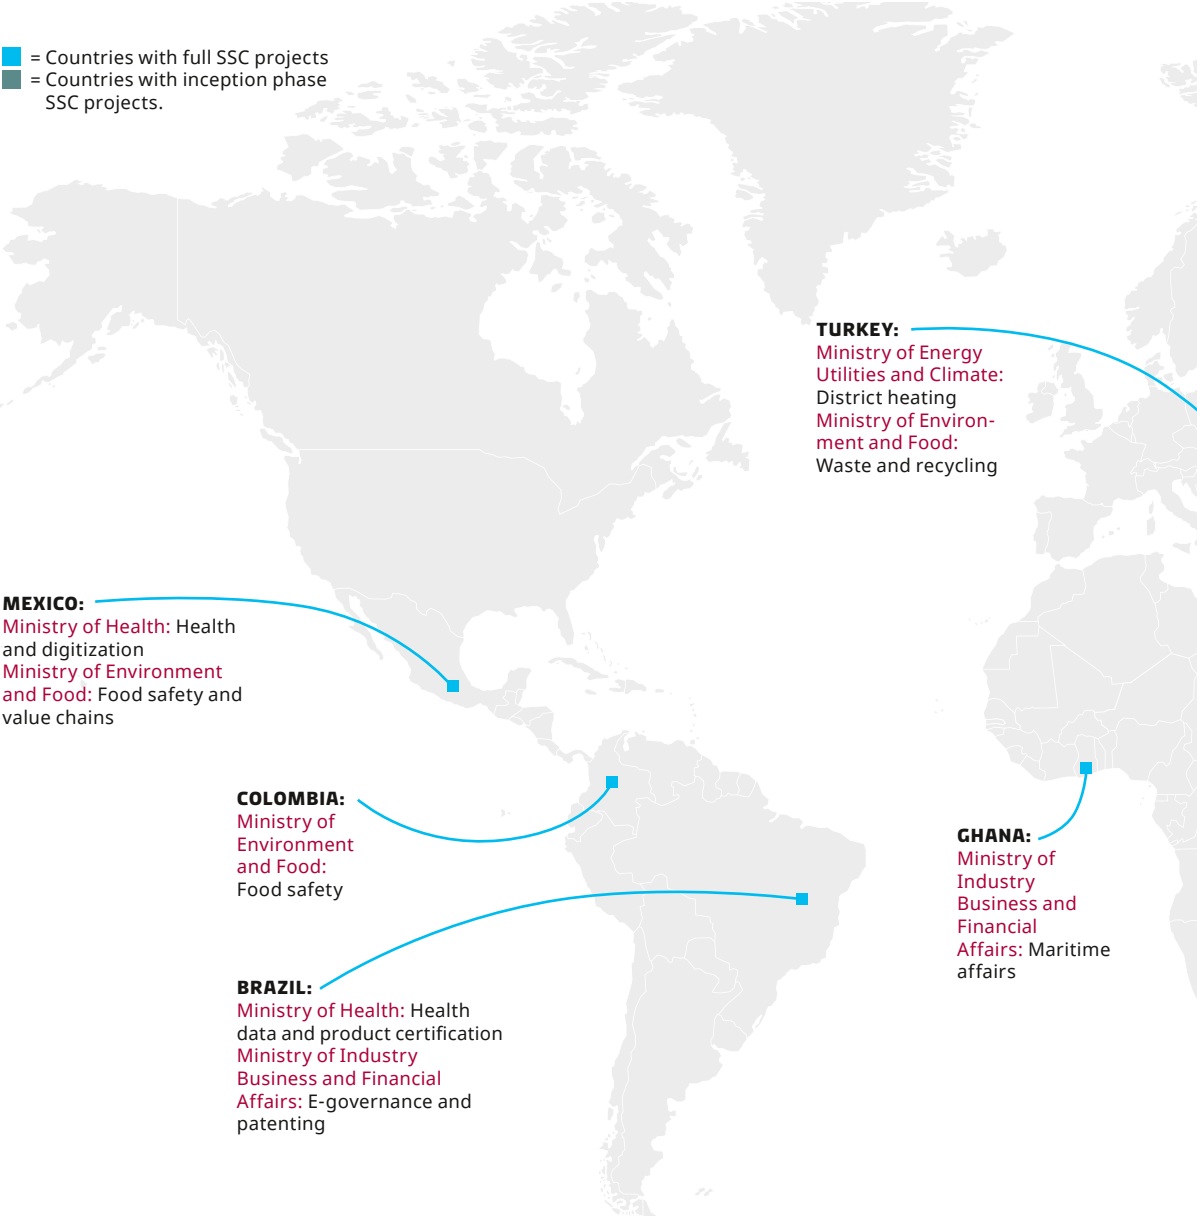 = Countries with full SSC projects
= Countries with inception phase
SSC projects.
TURKEY:
Ministry of Energy
Utilities and Climate:
District heating
Ministry of Environ-
ment and Food:
Waste and recycling
MEXICO:
Ministry of Health: Health
and digitization
Ministry of Environment
and Food: Food safety and
value chains
COLOMBIA:
Ministry of
Environment
and Food:
Food safety
GHANA:
Ministry of
Industry
Business and
Financial
Affairs: Maritime
affairs
BRAZIL:
Ministry of Health: Health
data and product certification
Ministry of Industry
Business and Financial
Affairs: E-governance and
patenting